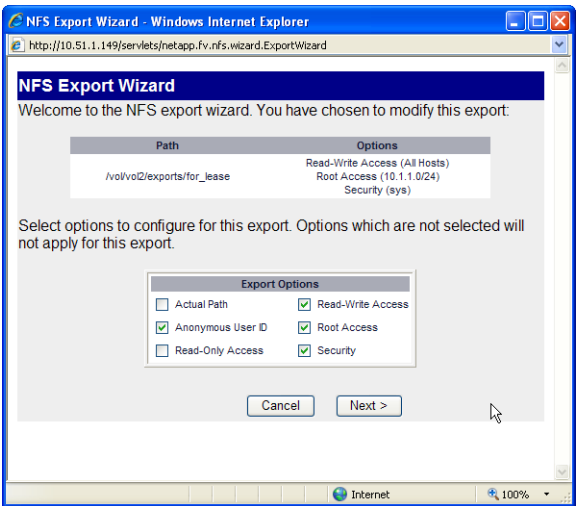 NFS Export Wizard - Windows Internet Explorer
http://10.51.1.149/servlets/netapp.fv.nfs.wizard.ExportWizard
NFS Export Wizard
Welcome to the NFS export wizard. You have chosen to modify this export:
Path Options
Read-Write Access (All Hosts)
/vol/vol2/exports/for_lease Root Access (10.1.1.0/24)
Security (sys)
Select options to configure for this export. Options which are not selected will
not apply for this export.
Export Options
Actual Path Read-Write Access
Anonymous User ID Root Access
Read-Only Access Security
Cancel Next >
Internet 100%